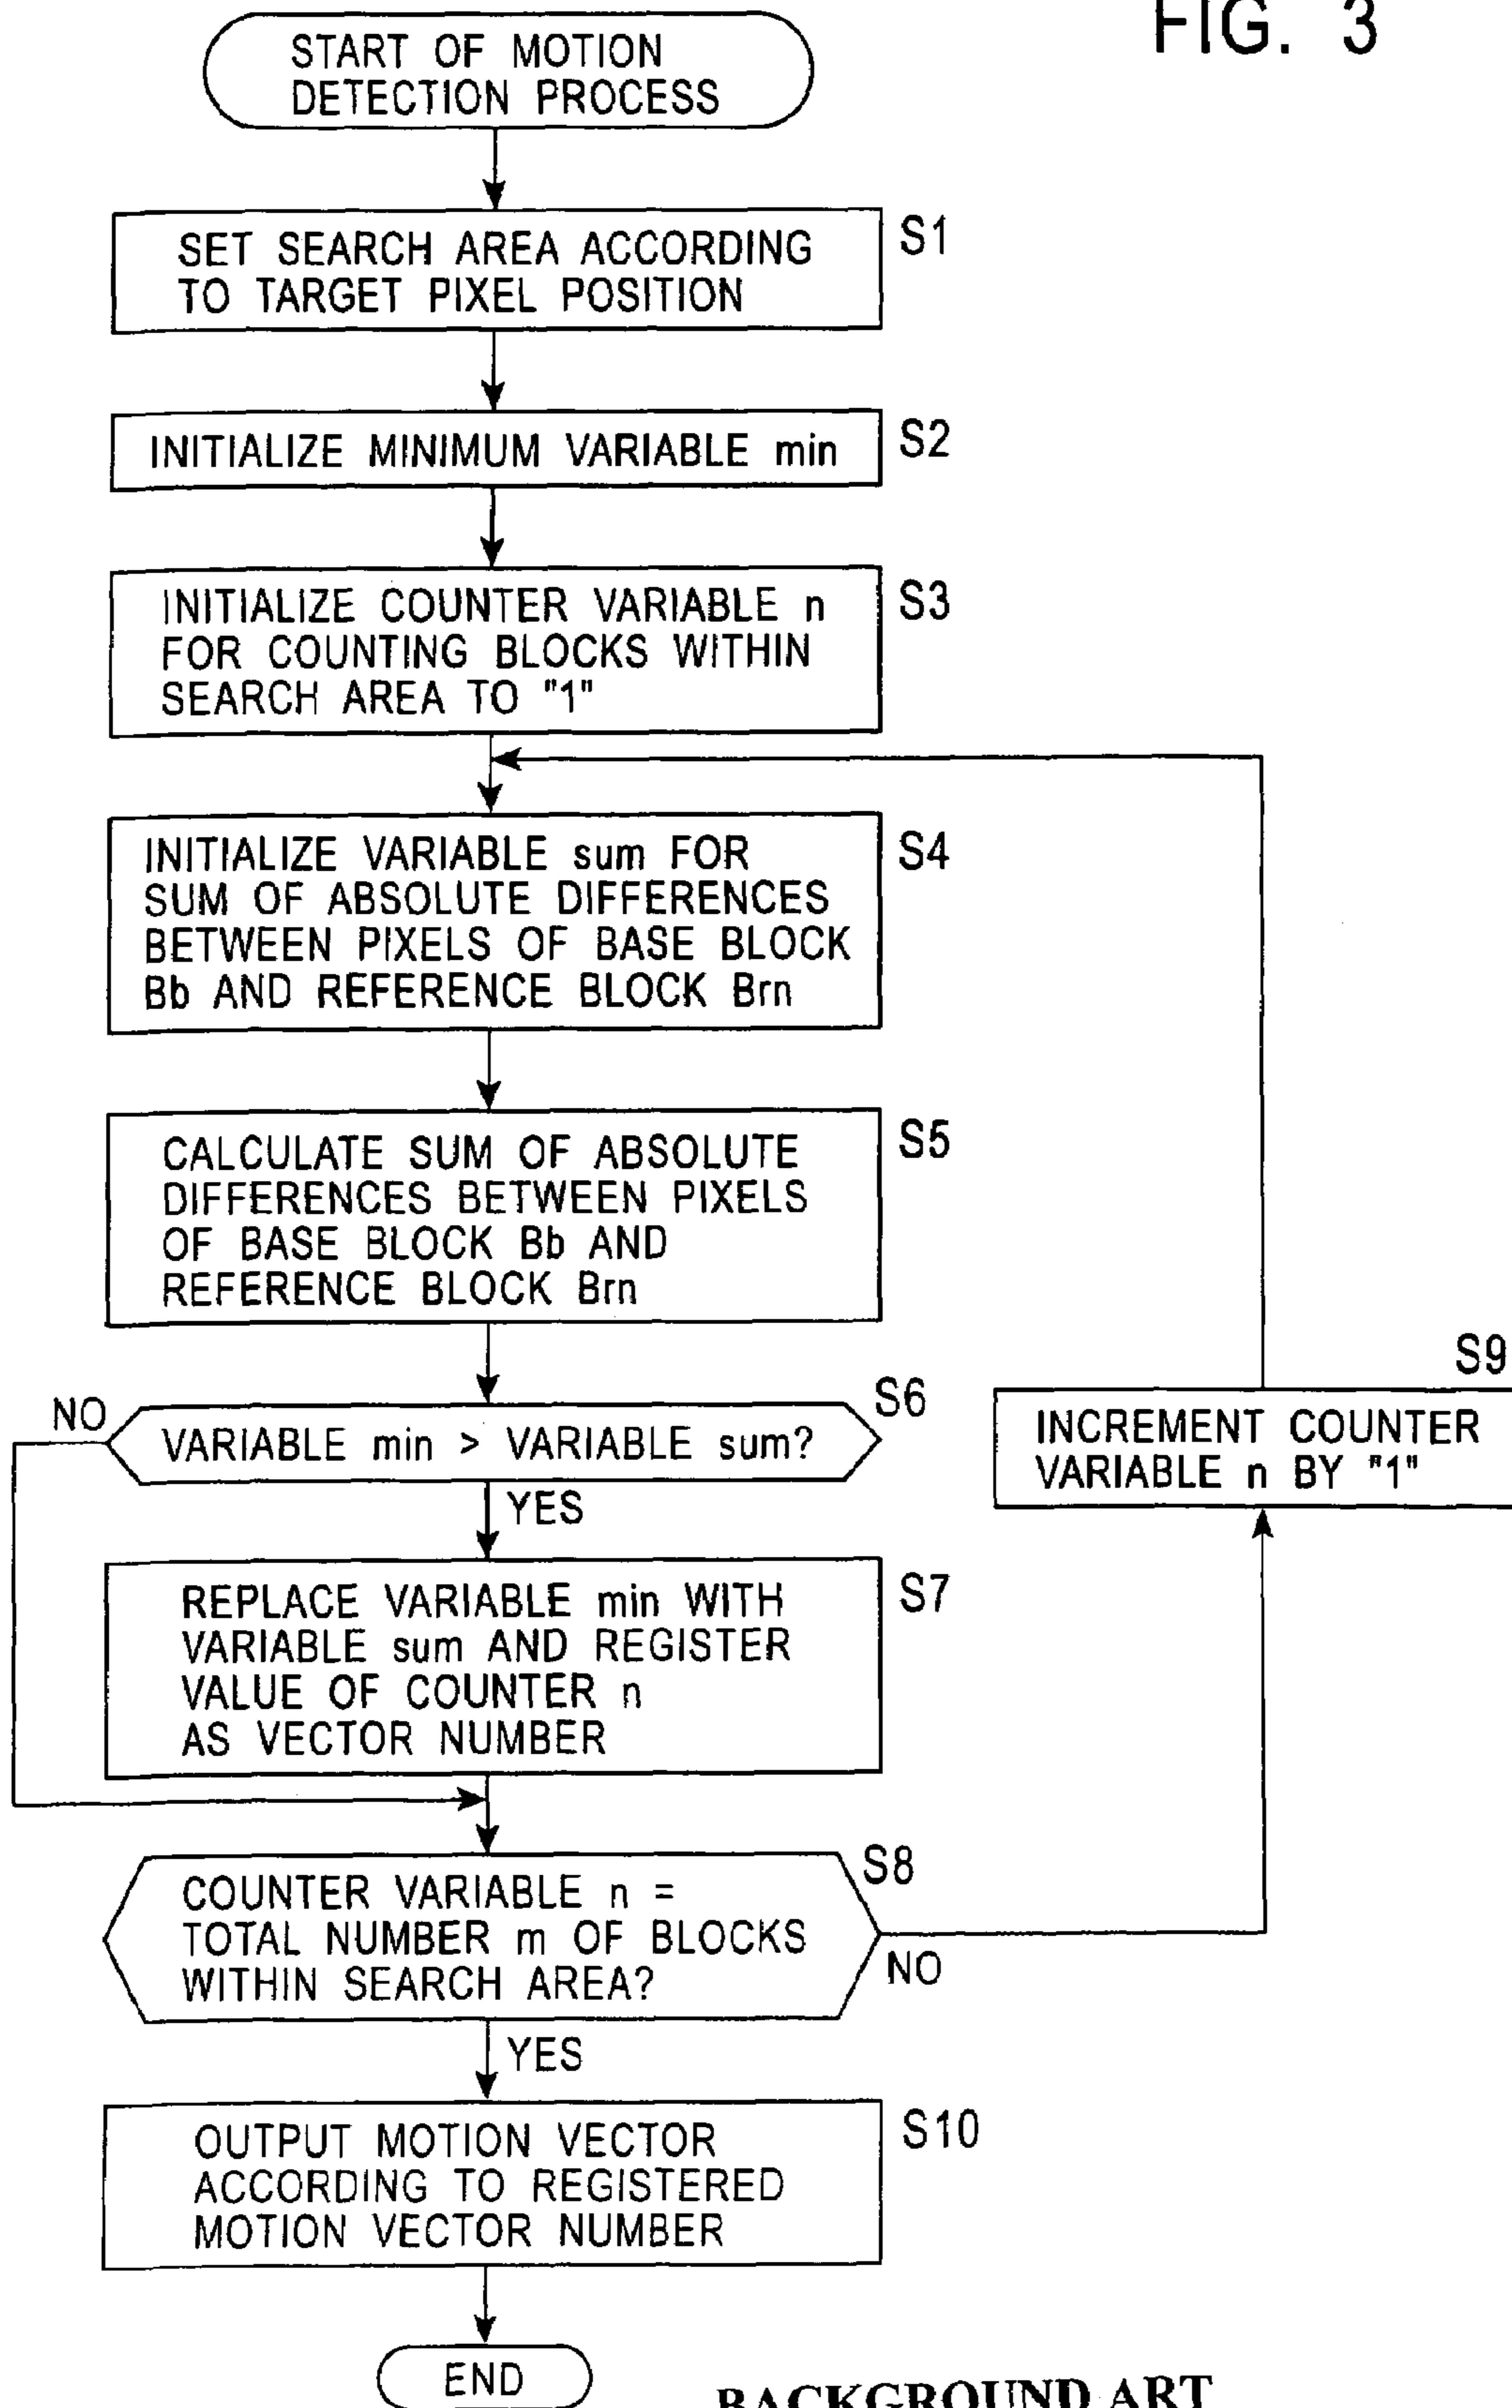 FIG. 3
START OF MOTION
DETECTION PROCESS
SET SEARCH AREA ACCORDING
TO TARGET PIXEL POSITION
S1
INITIALIZE MINIMUM VARIABLE min
S2
INITIALIZE COUNTER VARIABLE n
FOR COUNTING BLOCKS WITHIN
SEARCH AREA TO "1"
S3
INITIALIZE VARIABLE sum FOR
SUM OF ABSOLUTE DIFFERENCES
BETWEEN PIXELS OF BASE BLOCK
Bb AND REFERENCE BLOCK Brn
S4
CALCULATE SUM OF ABSOLUTE
DIFFERENCES BETWEEN PIXELS
OF BASE BLOCK Bb AND
REFERENCE BLOCK Brn
S5
NO
VARIABLE min > VARIABLE sum?
S6
YES
S9
INCREMENT COUNTER
VARIABLE n BY "1"
REPLACE VARIABLE min WITH
VARIABLE sum AND REGISTER
VALUE OF COUNTER n
AS VECTOR NUMBER
S7
COUNTER VARIABLE n =
TOTAL NUMBER m OF BLOCKS
WITHIN SEARCH AREA?
S8
NO
YES
OUTPUT MOTION VECTOR
ACCORDING TO REGISTERED
MOTION VECTOR NUMBER
S10
END
BACKGROUND ART